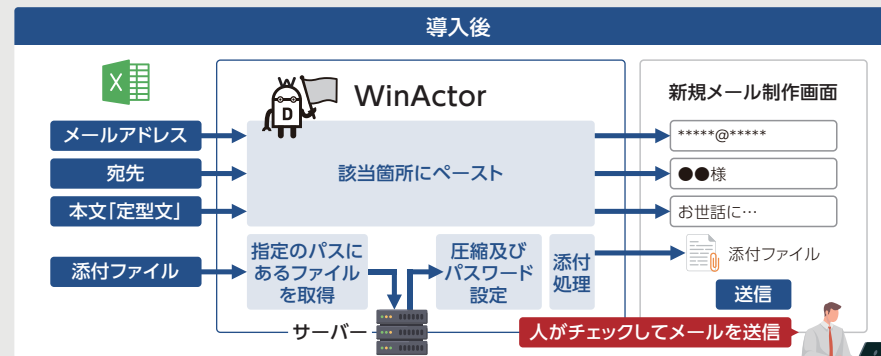 導入後
X
D
WinActor
新規メール制作画面
メールアドレス
*****@*****
宛先
該当箇所にペースト
●●様
本文「定型文」
お世話に…
添付ファイル
指定のパスに
あるファイル
を取得
圧縮及び
パスワード
設定
添付
処理
添付ファイル
送信
サーバー
人がチェックしてメールを送信